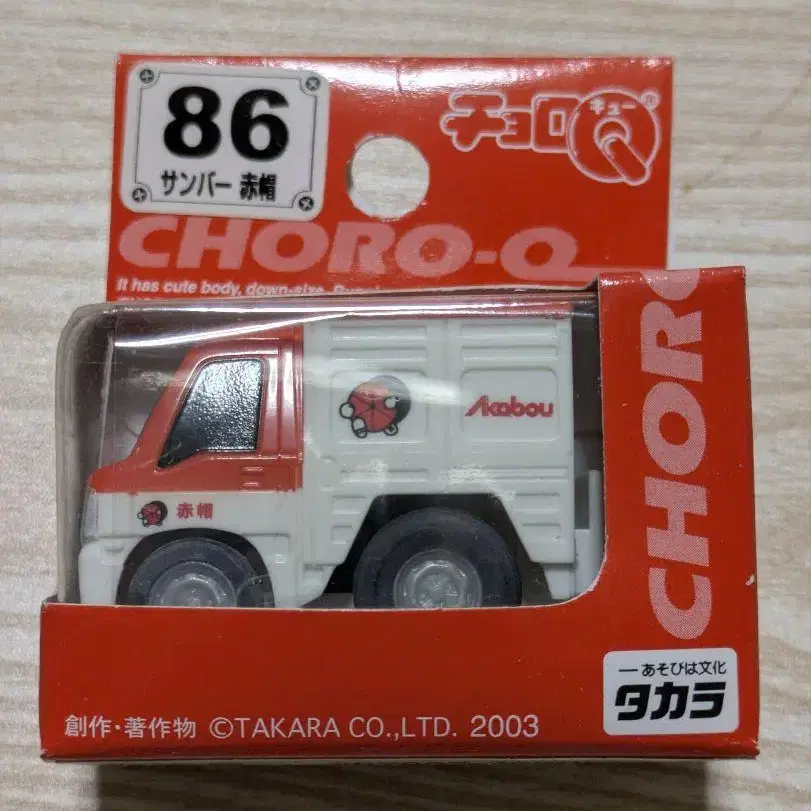 86
サンバー 赤帽
チョロQ
キュー
®
CHORO-Q
It has cute body, down-size.
Akabou
赤帽
CHORO
あそびは文化
タカラ
創作・著作物 ©TAKARA CO.,LTD. 2003